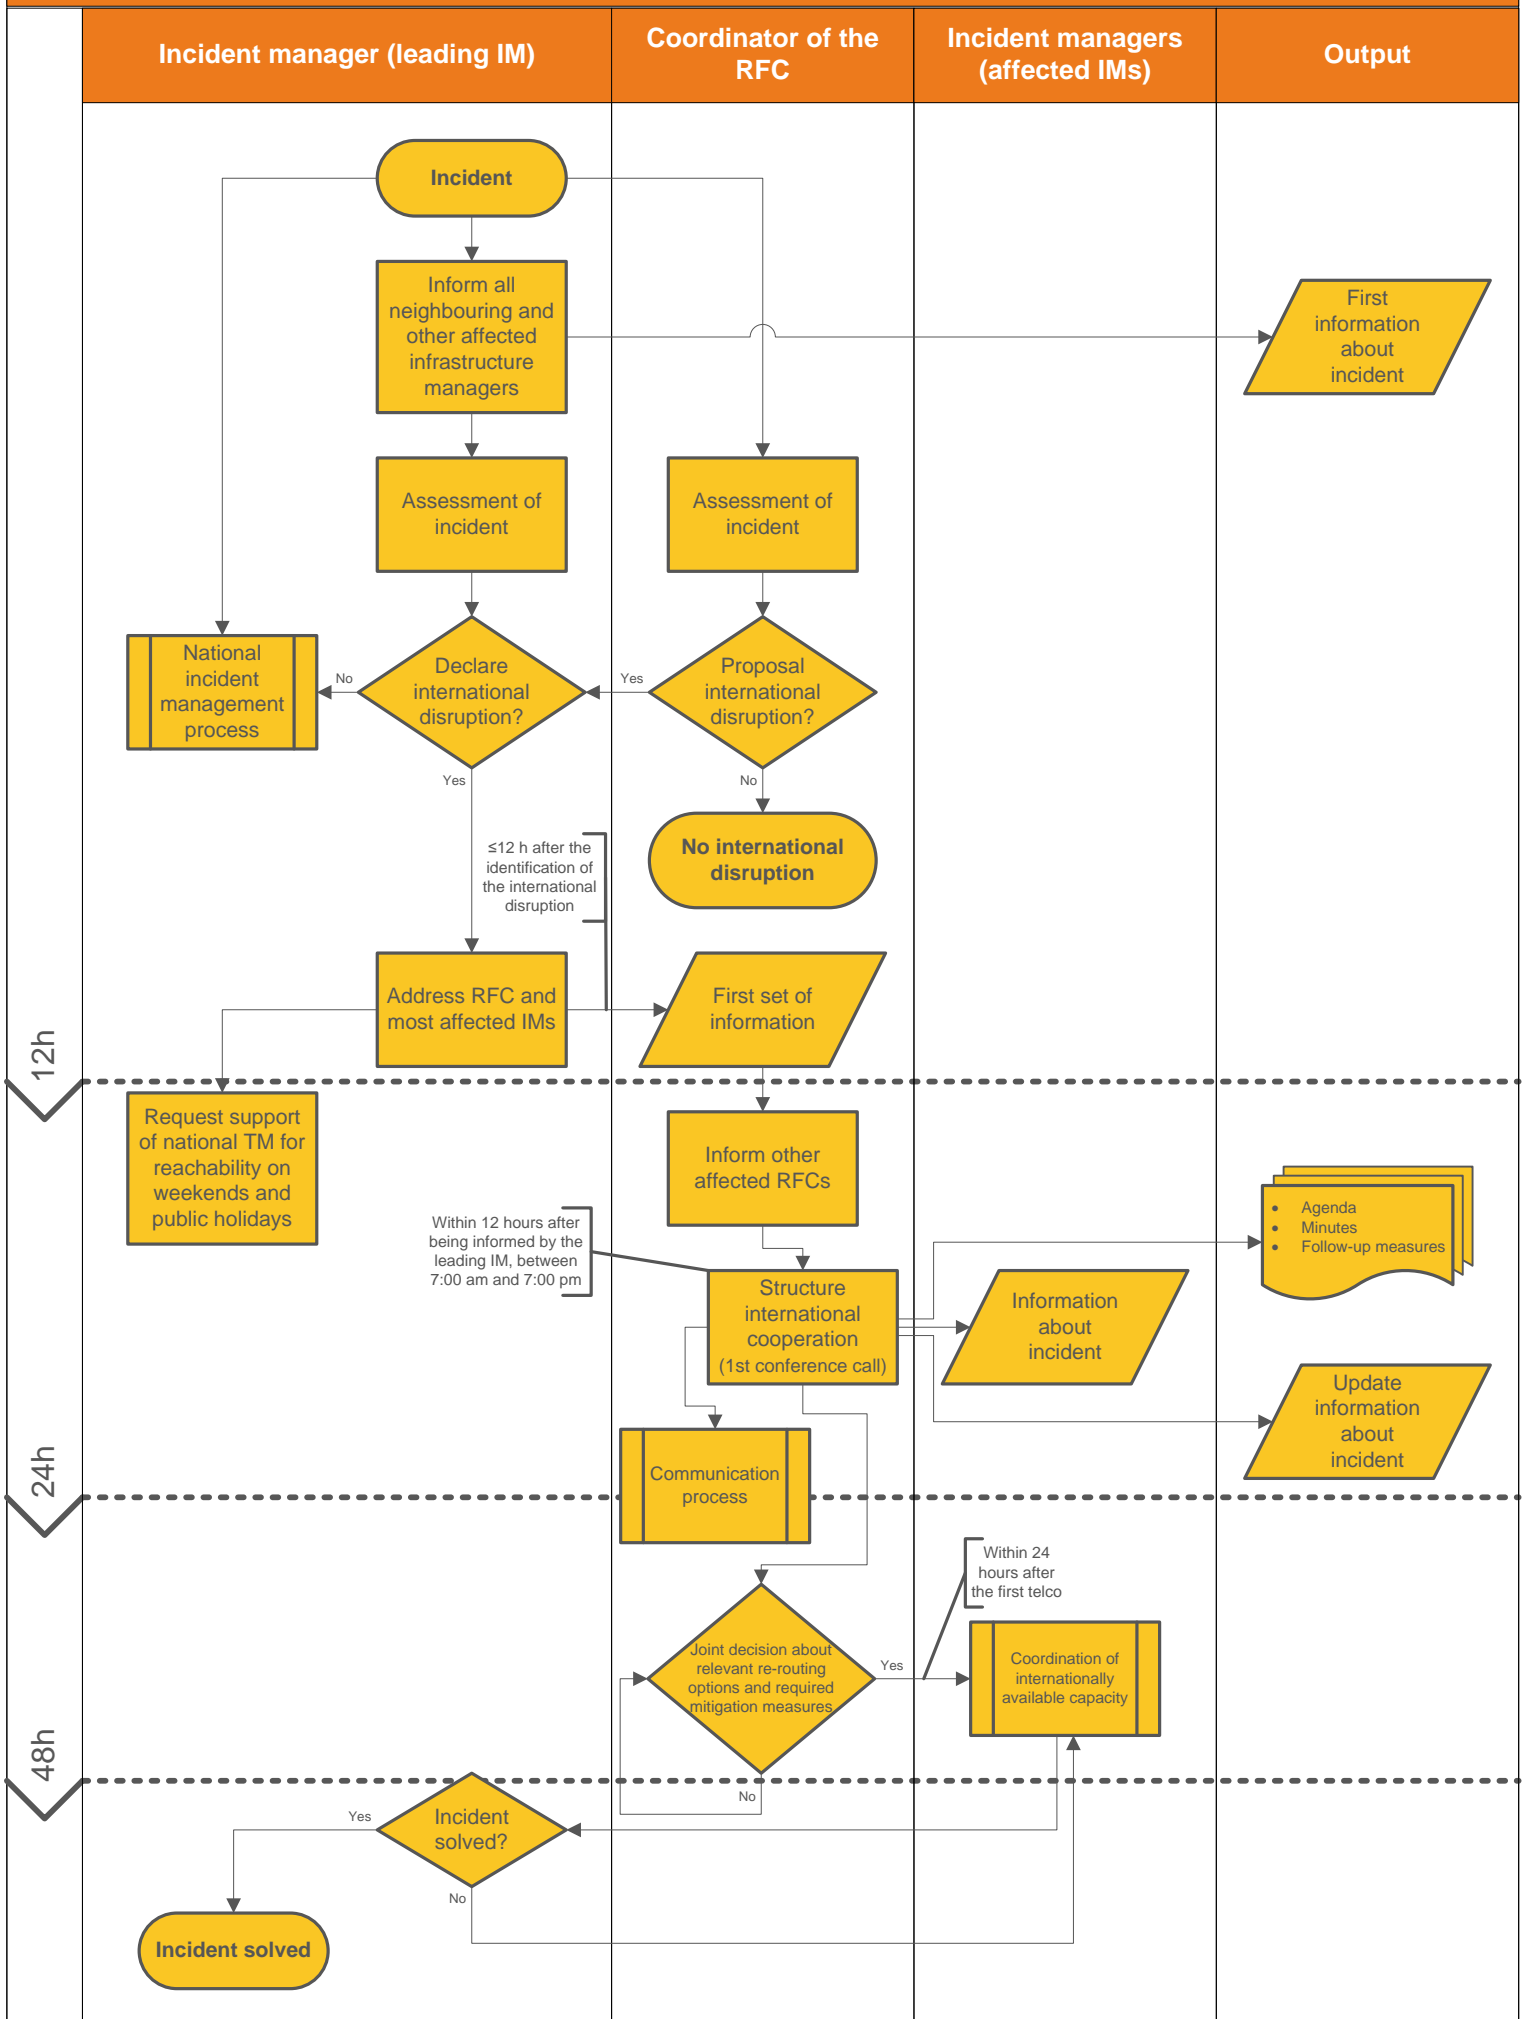 Incident manager (leading IM)
Coordinator of the
RFC
Incident managers
(affected IMs)
Output
Incident
Inform all
neighbouring and
other affected
infrastructure
managers
First
information
about
incident
Assessment of
incident
Assessment of
incident
National
incident
management
process
No
Declare
international
disruption?
Yes
Proposal
international
disruption?
Yes
No
≤12 h after the
identification of
the international
disruption
No international
disruption
Address RFC and
most affected IMs
First set of
information
12h
Request support
of national TM for
reachability on
weekends and
public holidays
Inform other
affected RFCs
Within 12 hours after
being informed by the
leading IM, between
7:00 am and 7:00 pm
Structure
international
cooperation
(1st conference call)
Information
about
incident
• Agenda
• Minutes
• Follow-up measures
Update
information
about
incident
24h
Communication
process
Within 24
hours after
the first telco
Joint decision about
relevant re-routing
options and required
mitigation measures
Yes
Coordination of
internationally
available capacity
48h
No
Yes
Incident
solved?
No
Incident solved